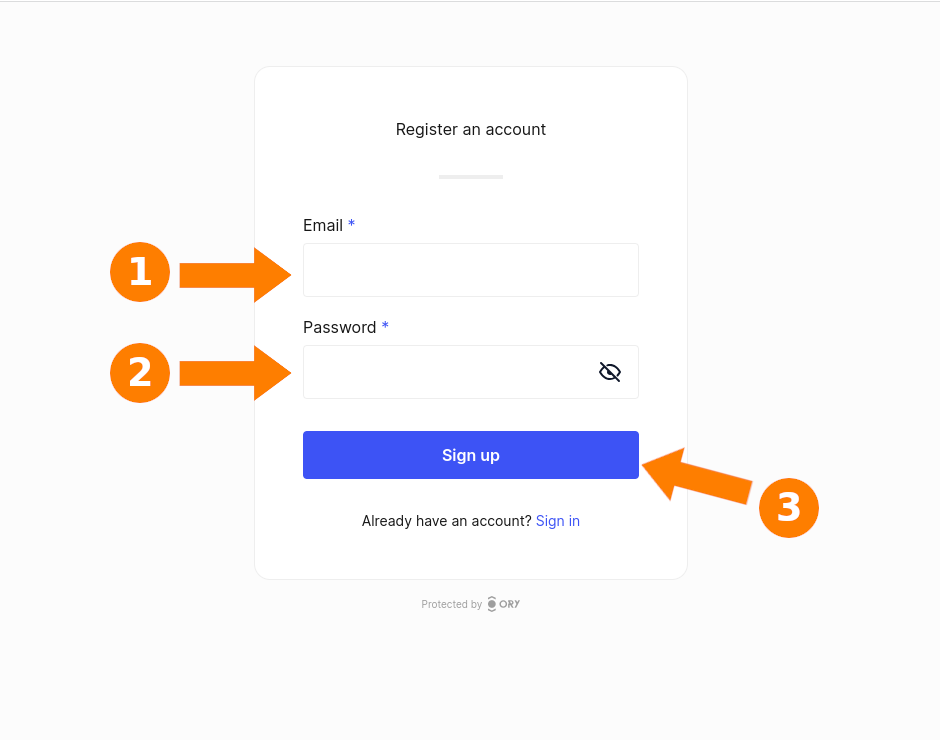 Register an account
Email *
1
Password *
2
Sign up
3
Already have an account? Sign in
Protected by ORY